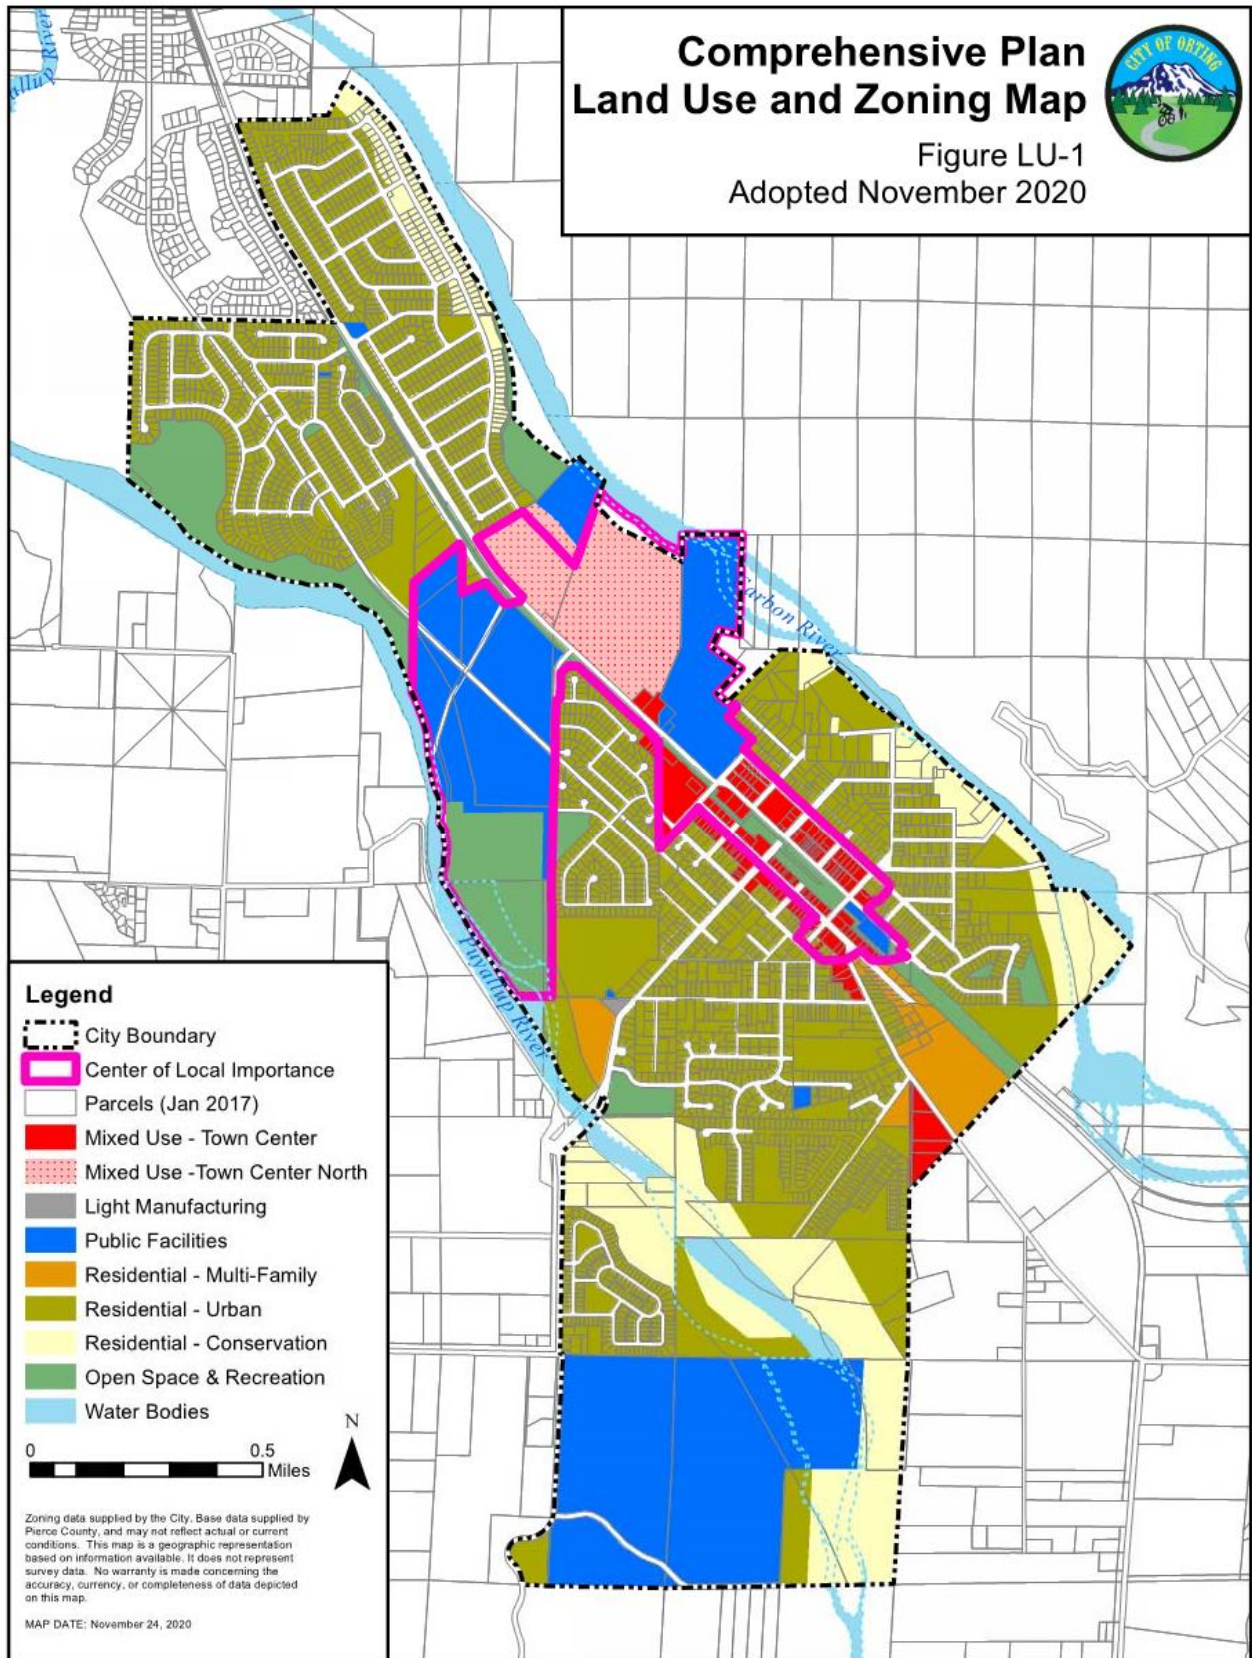 Comprehensive Plan
Land Use and Zoning Map
Figure LU-1
Adopted November 2020
CITY OF ORTING
allup River
Carbon River
Puyallup River
Legend
City Boundary
Center of Local Importance
Parcels (Jan 2017)
Mixed Use - Town Center
Mixed Use -Town Center North
Light Manufacturing
Public Facilities
Residential - Multi-Family
Residential - Urban
Residential - Conservation
Open Space & Recreation
Water Bodies
N
0 0.5
Miles
Zoning data supplied by the City. Base data supplied by
Pierce County, and may not reflect actual or current
conditions. This map is a geographic representation
based on information available. It does not represent
survey data. No warranty is made concerning the
accuracy, currency, or completeness of data depicted
on this map.
MAP DATE: November 24, 2020